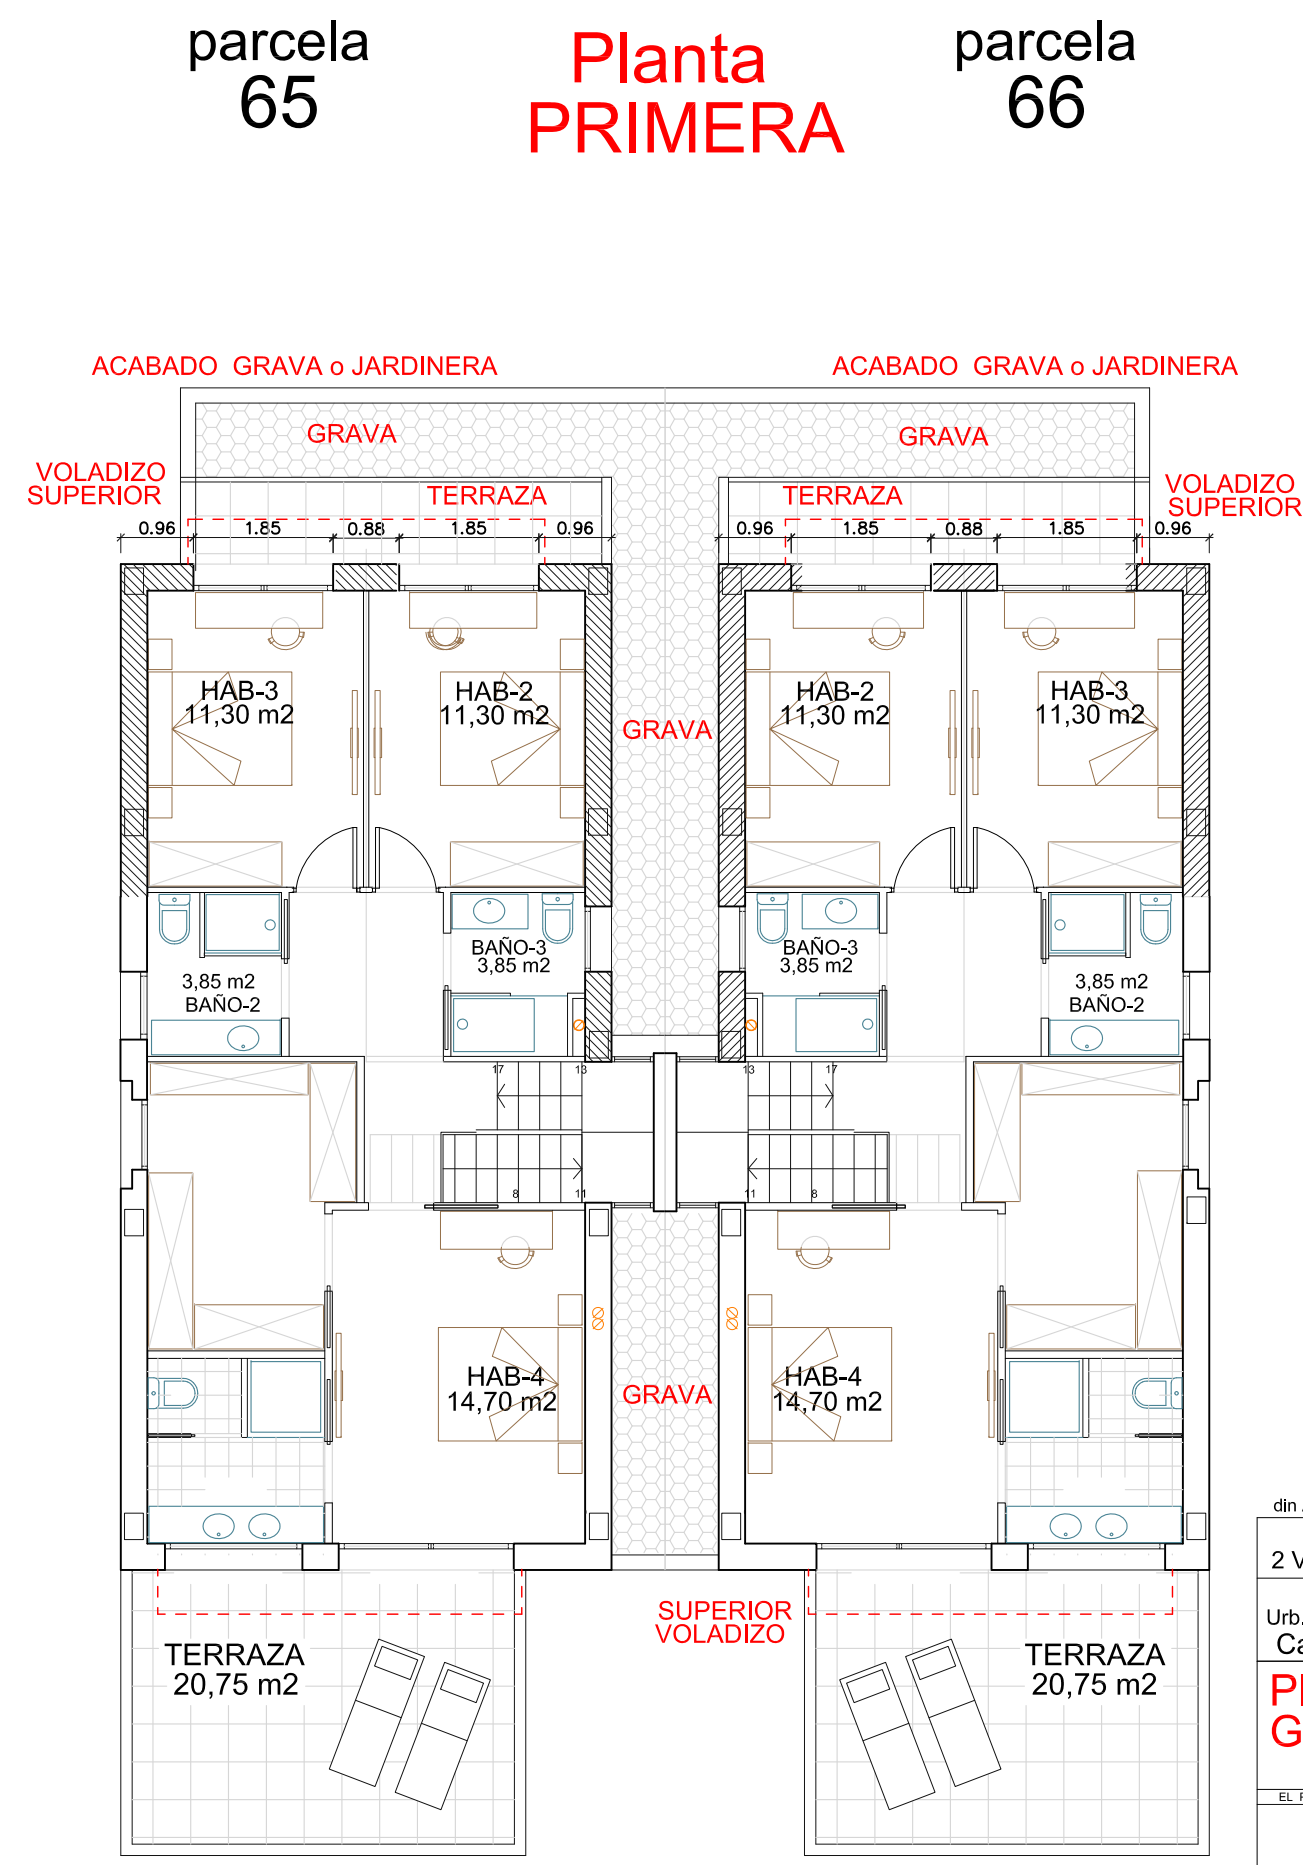 parcela
65
Planta
PRIMERA
parcela
66
ACABADO GRAVA o JARDINERA
ACABADO GRAVA o JARDINERA
GRAVA
GRAVA
VOLADIZO
SUPERIOR
TERRAZA
TERRAZA
VOLADIZO
SUPERIOR
0.96 1.85 0.88 1.85 0.96
0.96 1.85 0.88 1.85 0.96
HAB-3
11,30 m2
HAB-2
11,30 m2
GRAVA
HAB-2
11,30 m2
HAB-3
11,30 m2
3,85 m2
BAÑO-2
BAÑO-3
3,85 m2
BAÑO-3
3,85 m2
3,85 m2
BAÑO-2
17 13
13 17
8 11
11 8
HAB-4
14,70 m2
GRAVA
HAB-4
14,70 m2
SUPERIOR
VOLADIZO
TERRAZA
20,75 m2
TERRAZA
20,75 m2
din
2 V
Urb.
Ca
G
EL